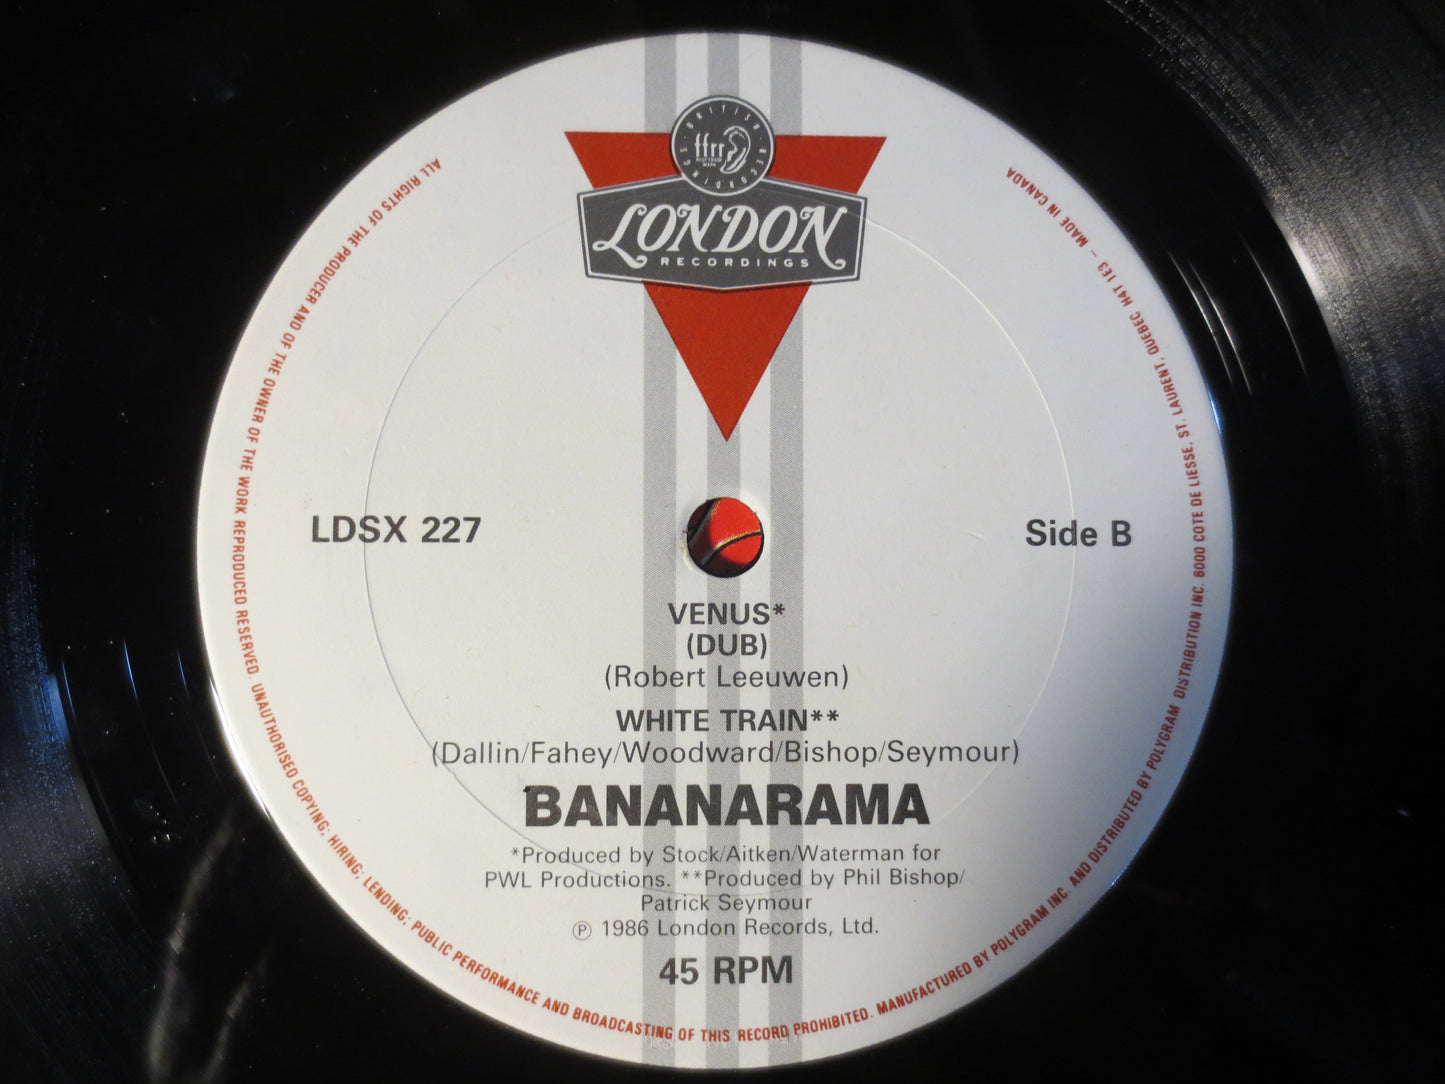 BRITISH · RECORDINGS ·
ffrr
LONDON
RECORDINGS
LDSX 227
Side B
VENUS*
(DUB)
(Robert Leeuwen)
WHITE TRAIN**
(Dallin/Fahey/Woodward/Bishop/Seymour)
BANANARAMA
*Produced by Stock/Aitken/Waterman for
PWL Productions. **Produced by Phil Bishop/
Patrick Seymour
℗ 1986 London Records, Ltd.
45 RPM
ALL RIGHTS OF THE PRODUCER AND OF THE OWNER OF THE WORK REPRODUCED RESERVED. UNAUTHORISED COPYING; HIRING; LENDING; PUBLIC PERFORMANCE AND BROADCASTING OF THIS RECORD PROHIBITED. MANUFACTURED BY POLYGRAM INC. AND DISTRIBUTED BY POLYGRAM DISTRIBUTION INC. 6000 COTE DE LIESSE, ST. LAURENT, QUEBEC H4T 1E3 – MADE IN CANADA